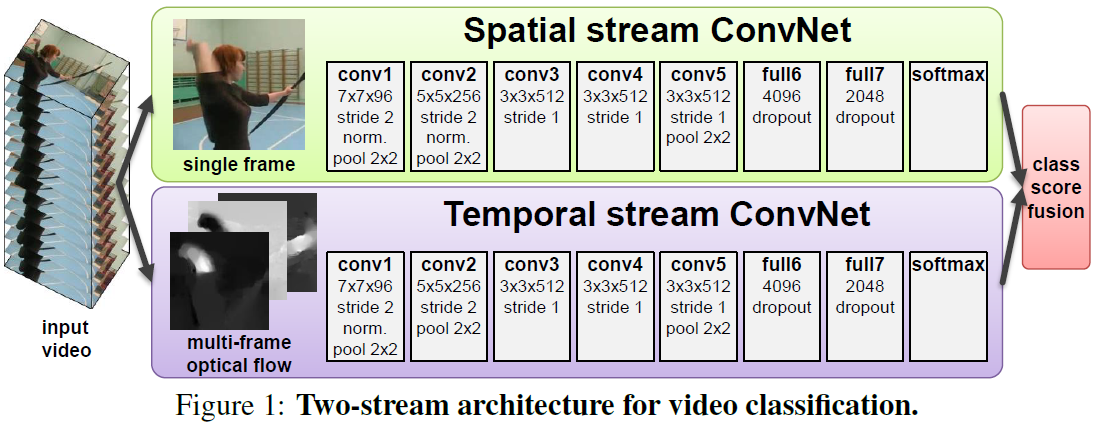 Spatial stream ConvNet
conv1
7x7x96
stride 2
norm.
pool 2x2
conv2
5x5x256
stride 2
norm.
pool 2x2
conv3
3x3x512
stride 1
conv4
3x3x512
stride 1
conv5
3x3x512
stride 1
pool 2x2
full6
4096
dropout
full7
2048
dropout
softmax
single frame
Temporal stream ConvNet
conv1
7x7x96
stride 2
norm.
pool 2x2
conv2
5x5x256
stride 2
pool 2x2
conv3
3x3x512
stride 1
conv4
3x3x512
stride 1
conv5
3x3x512
stride 1
pool 2x2
full6
4096
dropout
full7
2048
dropout
softmax
multi-frame
optical flow
input
video
class
score
fusion
Figure 1: Two-stream architecture for video classification.